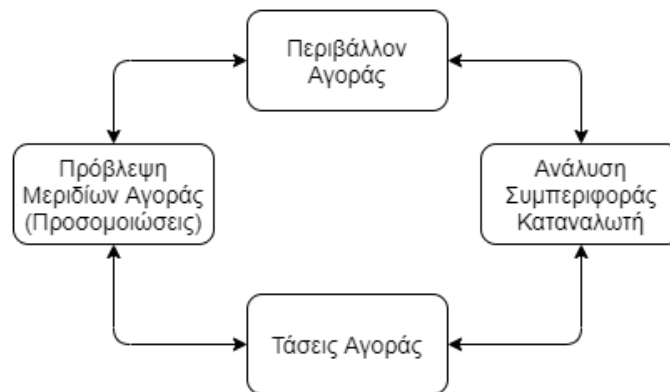 Περιβάλλον
Αγοράς
Πρόβλεψη
Μεριδίων Αγοράς
(Προσομοιώσεις)
Ανάλυση
Συμπεριφοράς
Καταναλωτή
Τάσεις Αγοράς